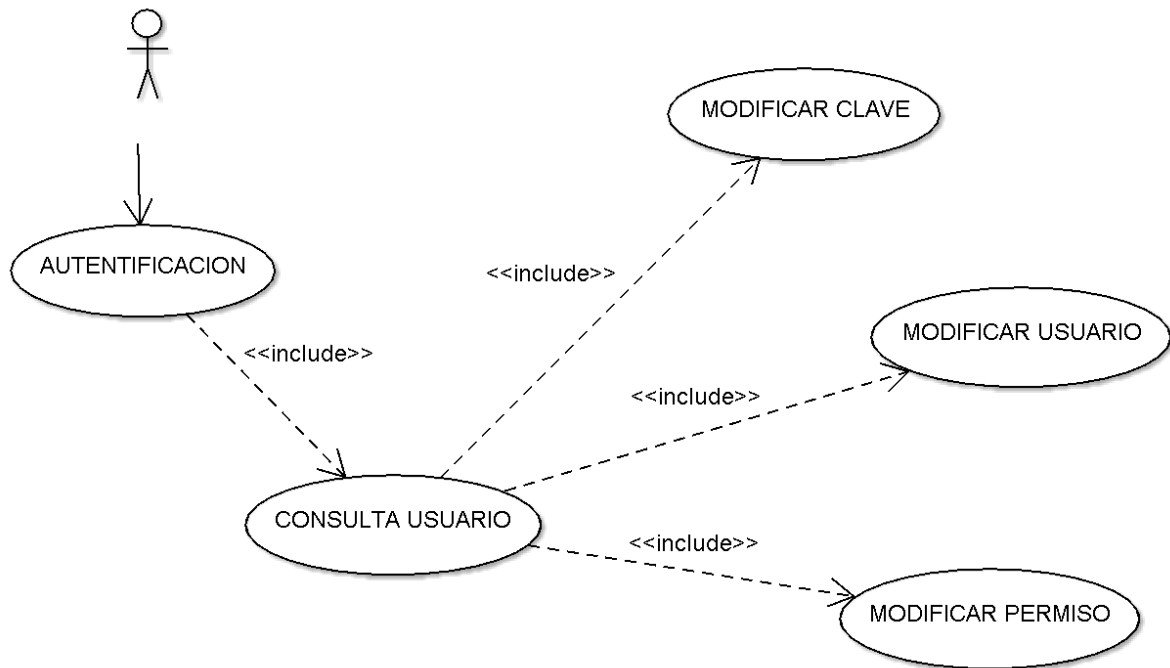 MODIFICAR CLAVE
AUTENTIFICACION
<<include>>
MODIFICAR USUARIO
<<include>>
<<include>>
CONSULTA USUARIO
<<include>>
MODIFICAR PERMISO